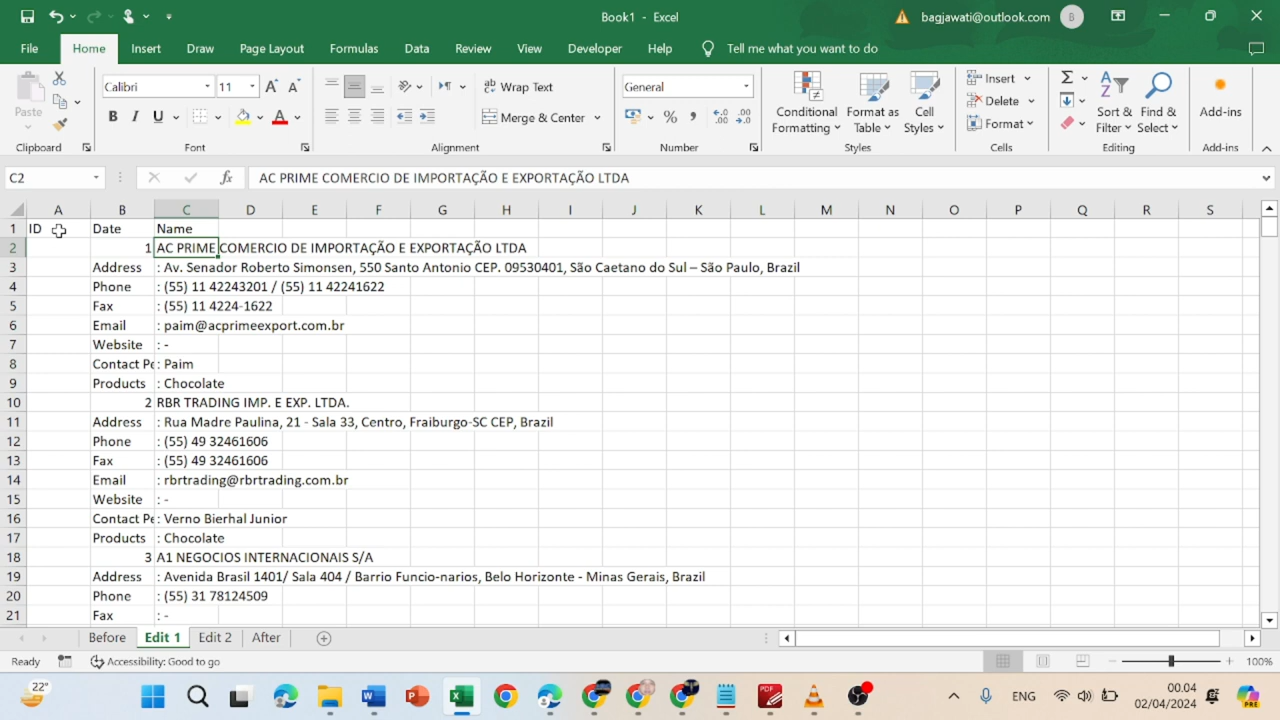 Book1 - Excel
bagjawati@outlook.com
B
File Home Insert Draw Page Layout Formulas Data Review View Developer Help Tell me what you want to do
Paste
Clipboard
Calibri 11
B I U
Font
Wrap Text
Merge & Center
Alignment
General
%
Number
Conditional Formatting
Format as Table
Cell Styles
Styles
Insert
Delete
Format
Cells
Sort & Filter
Find & Select
Editing
Add-ins
Add-ins
C2 fx AC PRIME COMERCIO DE IMPORTAÇÃO E EXPORTAÇÃO LTDA
A B C D E F G H I J K L M N O P Q R S
1 ID Date Name
2 1 AC PRIME COMERCIO DE IMPORTAÇÃO E EXPORTAÇÃO LTDA
3 Address : Av. Senador Roberto Simonsen, 550 Santo Antonio CEP. 09530401, São Caetano do Sul – São Paulo, Brazil
4 Phone : (55) 11 42243201 / (55) 11 42241622
5 Fax : (55) 11 4224-1622
6 Email : paim@acprimeexport.com.br
7 Website : -
8 Contact Pe : Paim
9 Products : Chocolate
10 2 RBR TRADING IMP. E EXP. LTDA.
11 Address : Rua Madre Paulina, 21 - Sala 33, Centro, Fraiburgo-SC CEP, Brazil
12 Phone : (55) 49 32461606
13 Fax : (55) 49 32461606
14 Email : rbrtrading@rbrtrading.com.br
15 Website : -
16 Contact Pe : Verno Bierhal Junior
17 Products : Chocolate
18 3 A1 NEGOCIOS INTERNACIONAIS S/A
19 Address : Avenida Brasil 1401/ Sala 404 / Barrio Funcio-narios, Belo Horizonte - Minas Gerais, Brazil
20 Phone : (55) 31 78124509
21 Fax : -
Before Edit 1 Edit 2 After
Ready Accessibility: Good to go 100%
22° ENG 00.04
02/04/2024
PRE